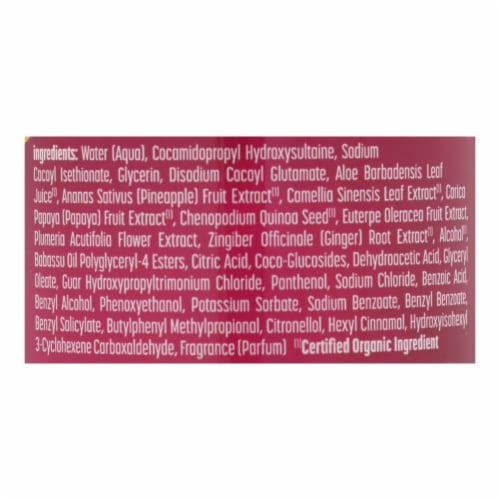 ingredients: Water (Aqua), Cocamidopropyl Hydroxysultaine, Sodium
Cocoyl Isethionate, Glycerin, Disodium Cocoyl Glutamate, Aloe Barbadensis Leaf
Juice⁽¹⁾, Ananas Sativus (Pineapple) Fruit Extract⁽¹⁾, Camellia Sinensis Leaf Extract⁽¹⁾, Carica
Papaya (Papaya) Fruit Extract⁽¹⁾, Chenopodium Quinoa Seed⁽¹⁾, Euterpe Oleracea Fruit Extract,
Plumeria Acutifolia Flower Extract, Zingiber Officinale (Ginger) Root Extract⁽¹⁾, Alcohol⁽¹⁾,
Babassu Oil Polyglyceryl-4 Esters, Citric Acid, Coco-Glucosides, Dehydroacetic Acid, Glyceryl
Oleate, Guar Hydroxypropyltrimonium Chloride, Panthenol, Sodium Chloride, Benzoic Acid,
Benzyl Alcohol, Phenoxyethanol, Potassium Sorbate, Sodium Benzoate, Benzyl Benzoate,
Benzyl Salicylate, Butylphenyl Methylpropional, Citronellol, Hexyl Cinnamal, Hydroxyisohexyl
3-Cyclohexene Carboxaldehyde, Fragrance (Parfum) ⁽¹⁾Certified Organic Ingredient